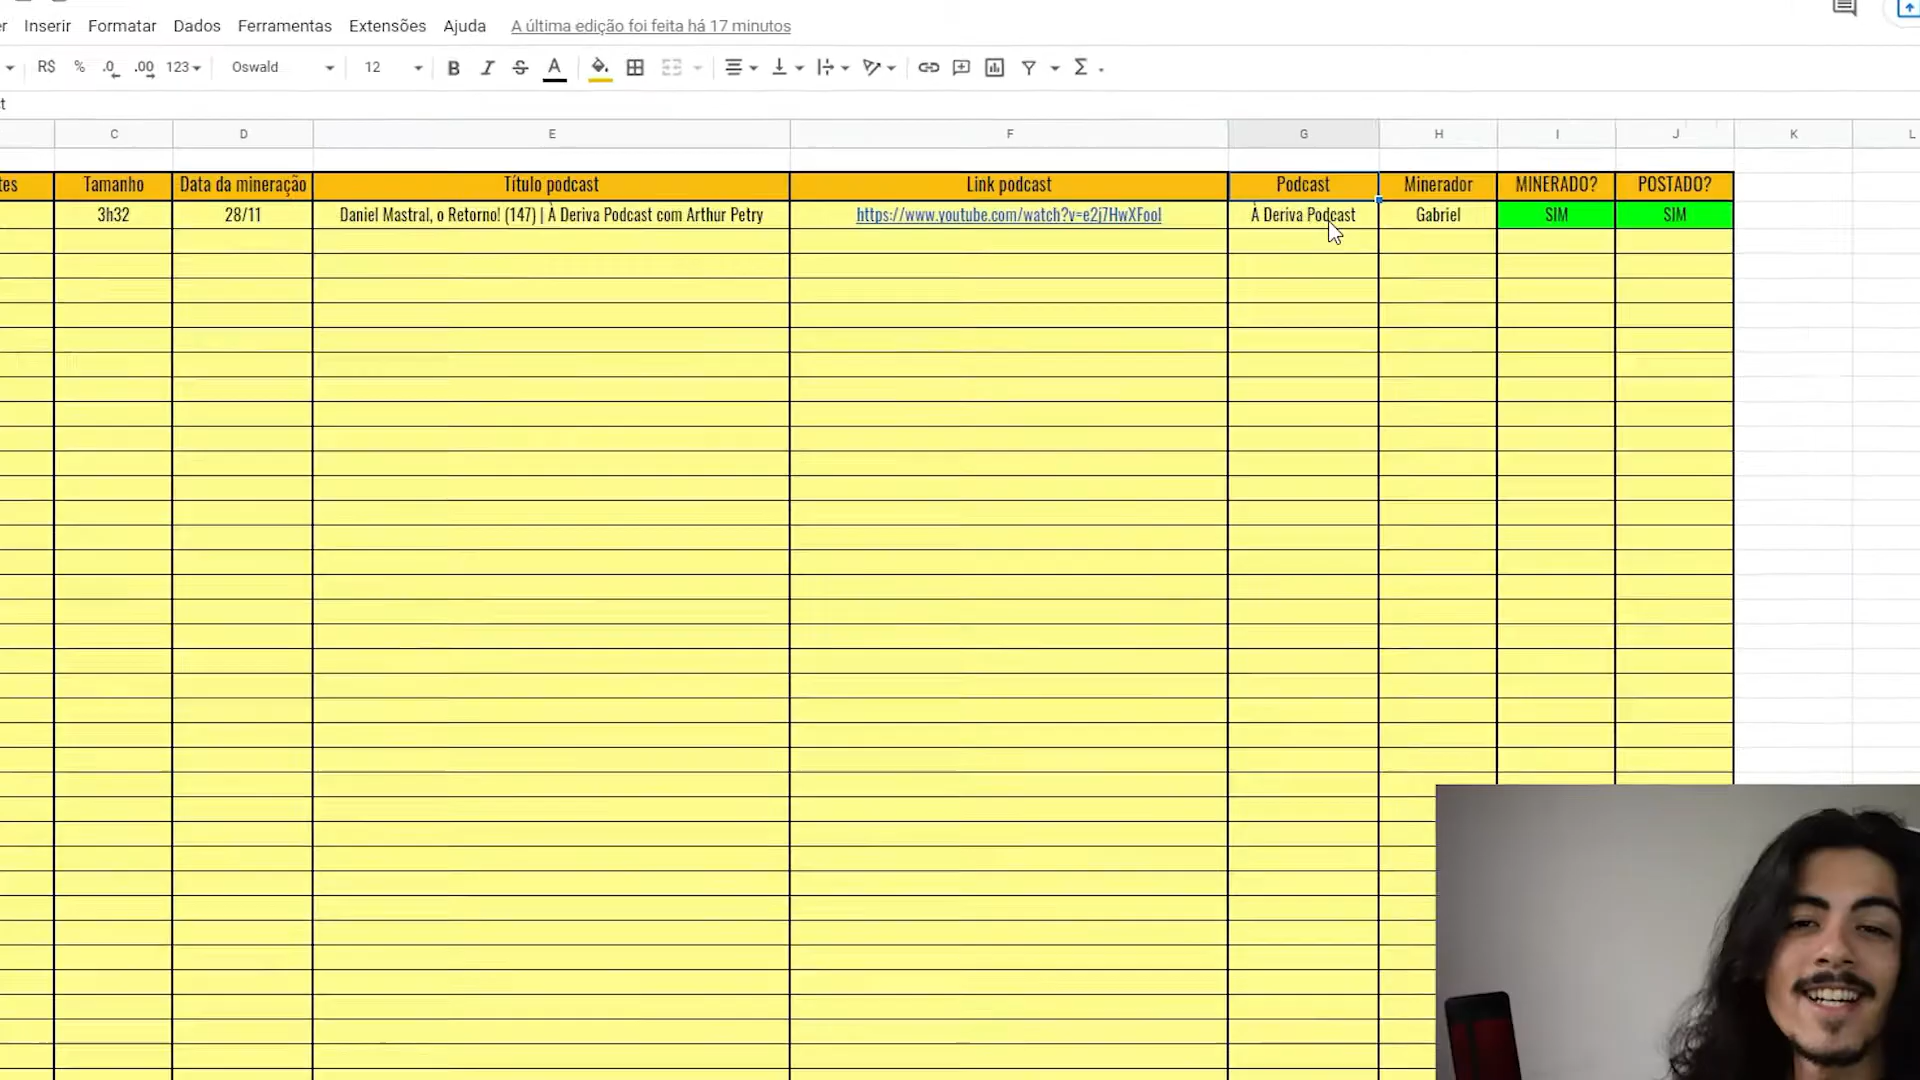 Inserir Formatar Dados Ferramentas Extensões Ajuda A última edição foi feita há 17 minutos
R$ % .0 .00 123 Oswald 12 B I S A Σ
C D E F G H I J K L
tes Tamanho Data da mineração Título podcast Link podcast Podcast Minerador MINERADO? POSTADO?
3h32 28/11 Daniel Mastral, o Retorno! (147) | À Deriva Podcast com Arthur Petry https://www.youtube.com/watch?v=e2j7HwXFooI À Deriva Podcast Gabriel SIM SIM